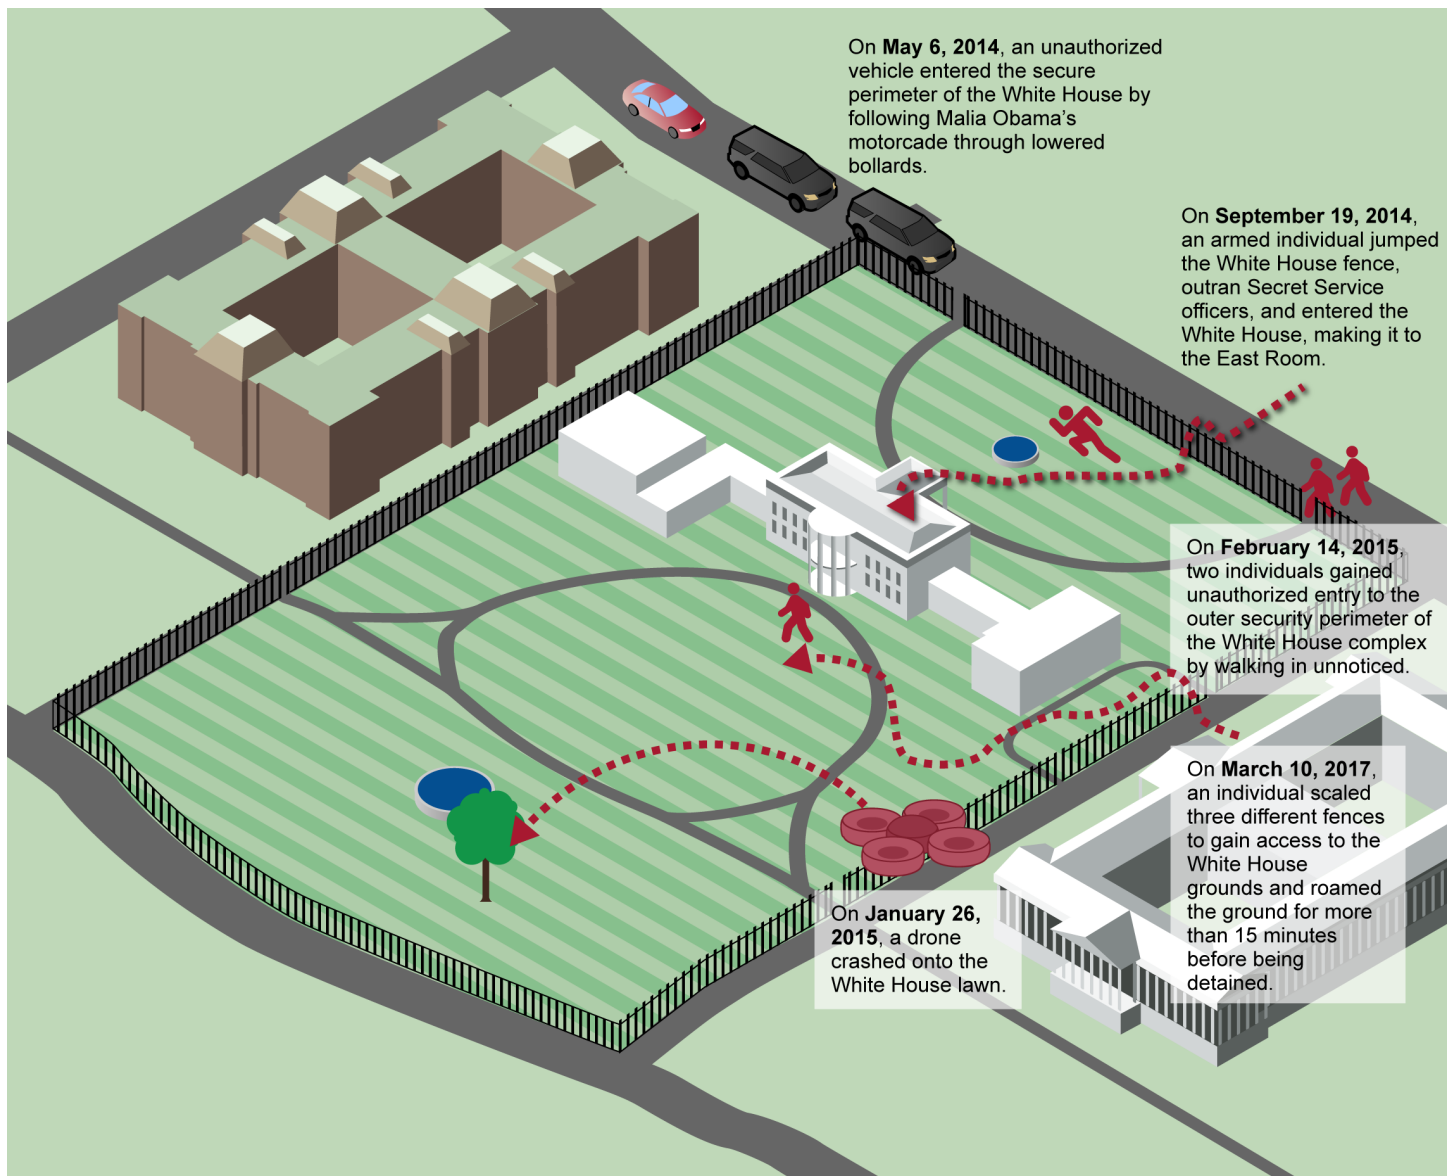 On May 6, 2014, an unauthorized
vehicle entered the secure
perimeter of the White House by
following Malia Obama’s
motorcade through lowered
bollards.
On September 19, 2014,
an armed individual jumped
the White House fence,
outran Secret Service
officers, and entered the
White House, making it to
the East Room.
On February 14, 2015,
two individuals gained
unauthorized entry to the
outer security perimeter of
the White House complex
by walking in unnoticed.
On March 10, 2017,
an individual scaled
three different fences
to gain access to the
White House
grounds and roamed
the ground for more
than 15 minutes
before being
detained.
On January 26,
2015, a drone
crashed onto the
White House lawn.